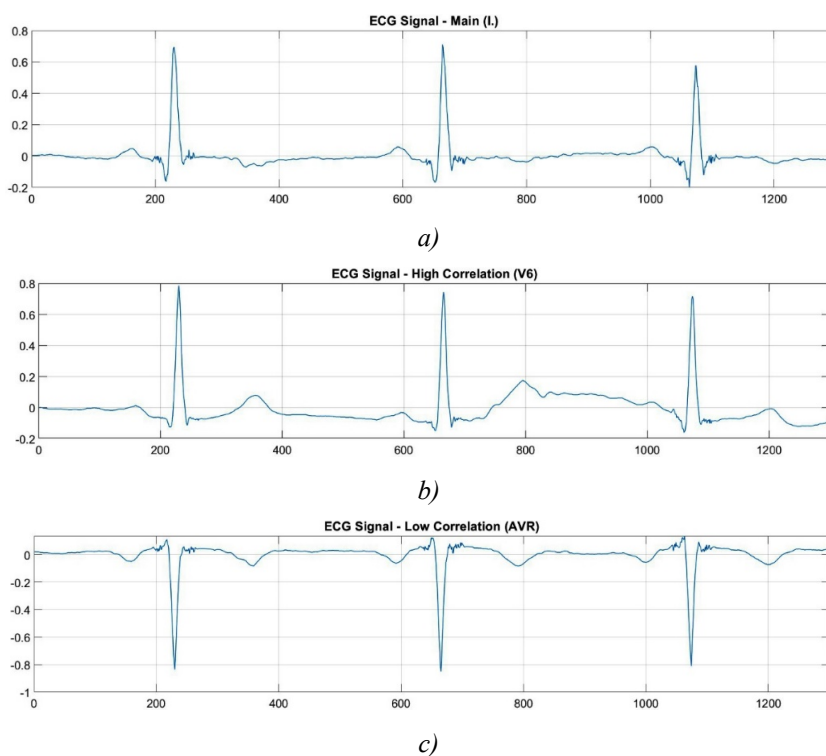 ECG Signal - Main (I.)
0.8
0.6
0.4
0.2
0
-0.2
0 200 400 600 800 1000 1200
a)
ECG Signal - High Correlation (V6)
0.8
0.6
0.4
0.2
0
-0.2
0 200 400 600 800 1000 1200
b)
ECG Signal - Low Correlation (AVR)
0
-0.2
-0.4
-0.6
-0.8
-1
0 200 400 600 800 1000 1200
c)